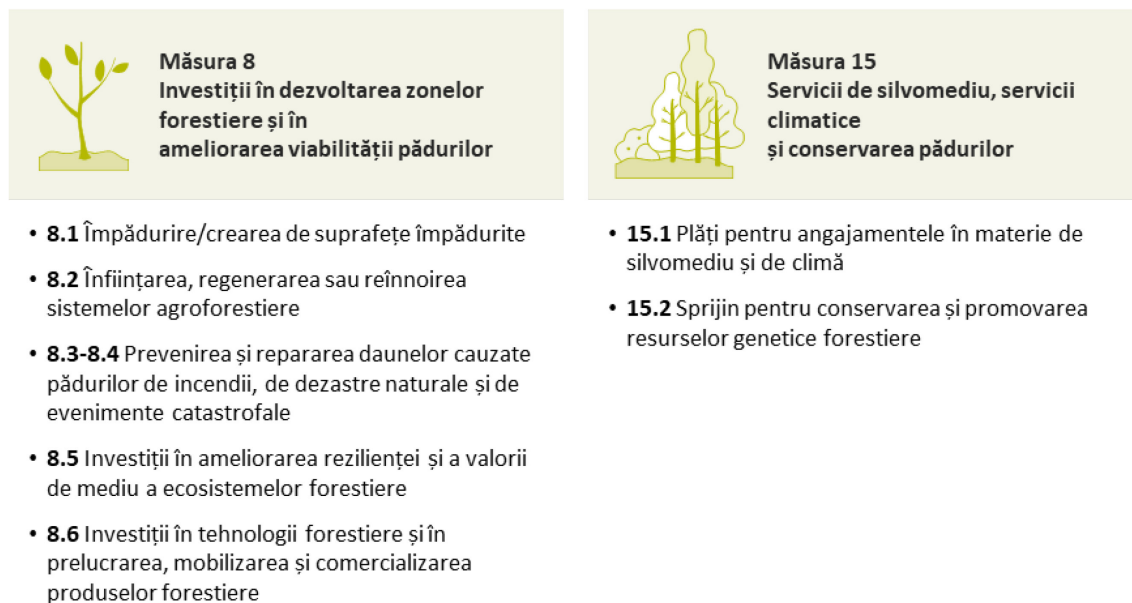 Măsura 8
Investiții în dezvoltarea zonelor
forestiere și în
ameliorarea viabilității pădurilor
• 8.1 Împădurire/crearea de suprafețe împădurite
• 8.2 Înființarea, regenerarea sau reînnoirea
sistemelor agroforestiere
• 8.3-8.4 Prevenirea și repararea daunelor cauzate
pădurilor de incendii, de dezastre naturale și de
evenimente catastrofale
• 8.5 Investiții în ameliorarea rezilienței și a valorii
de mediu a ecosistemelor forestiere
• 8.6 Investiții în tehnologii forestiere și în
prelucrarea, mobilizarea și comercializarea
produselor forestiere
Măsura 15
Servicii de silvomediu, servicii
climatice
și conservarea pădurilor
• 15.1 Plăți pentru angajamentele în materie de
silvomediu și de climă
• 15.2 Sprijin pentru conservarea și promovarea
resurselor genetice forestiere